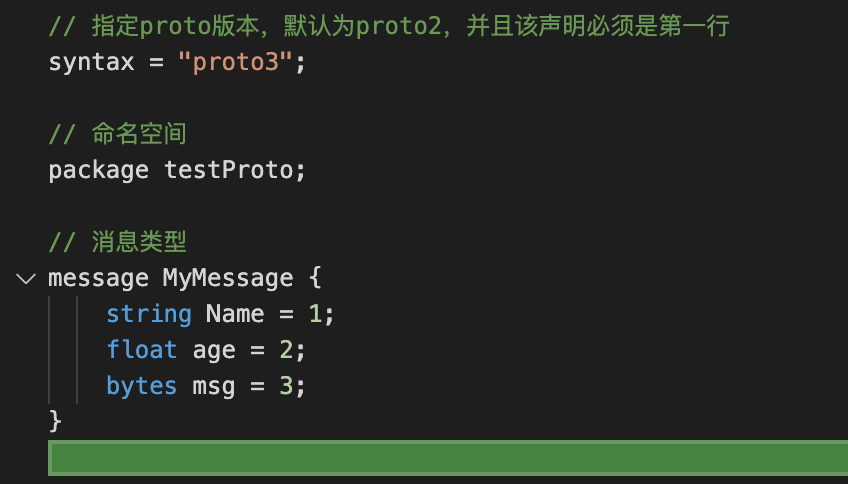 // 指定proto版本，默认为proto2，并且该声明必须是第一行
syntax = "proto3";
// 命名空间
package testProto;
// 消息类型
message MyMessage {
string Name = 1;
float age = 2;
bytes msg = 3;
}